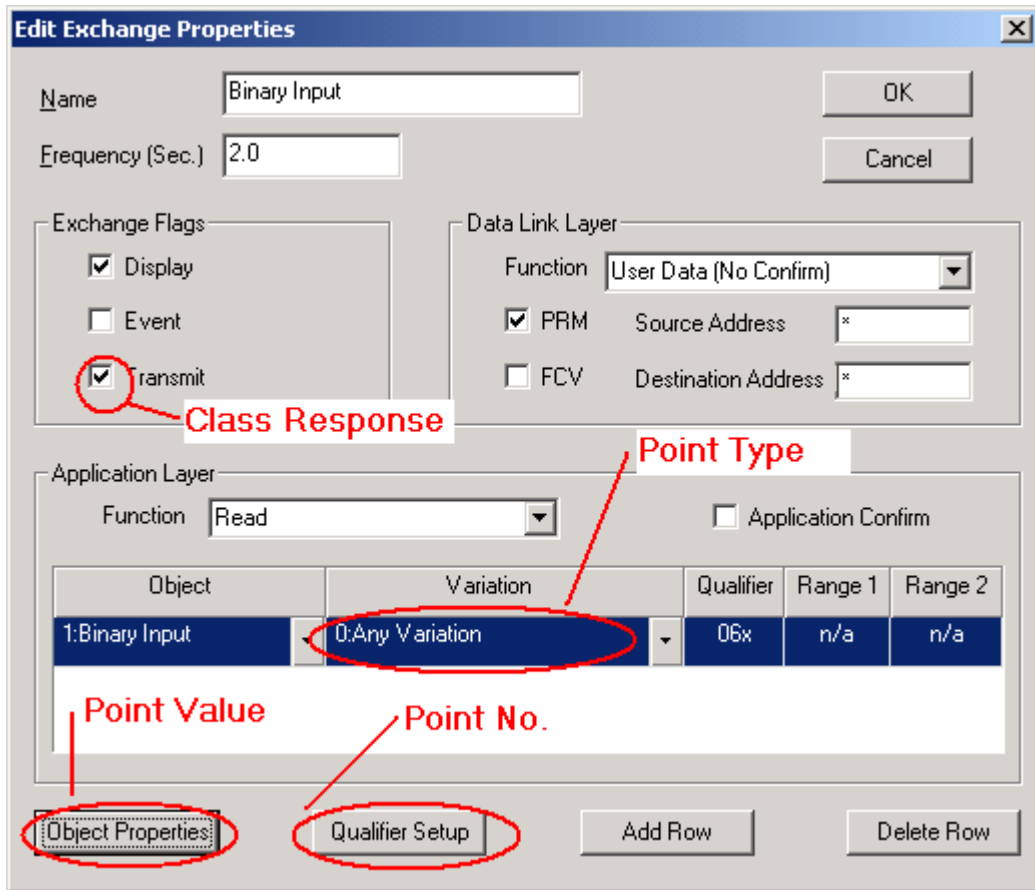 Edit Exchange Properties
Name
Binary Input
OK
Frequency (Sec.)
2.0
Cancel
Exchange Flags
Display
Event
Transmit
Class Response
Data Link Layer
Function
User Data (No Confirm)
PRM
Source Address
*
FCV
Destination Address
*
Point Type
Application Layer
Function
Read
Application Confirm
Object
Variation
Qualifier
Range 1
Range 2
1:Binary Input
0:Any Variation
06x
n/a
n/a
Point Value
Point No.
Object Properties
Qualifier Setup
Add Row
Delete Row